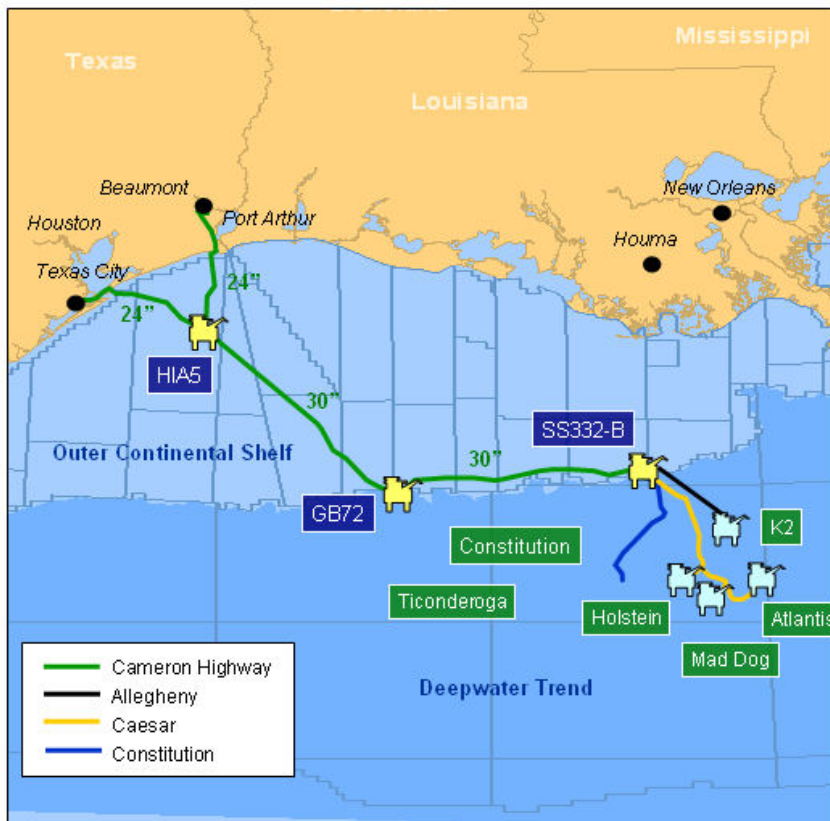 Louisiana
Mississippi
Texas
Louisiana
Beaumont
New Orleans
Port Arthur
Houston
Houma
Texas City
24”
24”
HIA5
30”
SS332-B
Outer Continental Shelf
30”
GB72
K2
Constitution
Ticonderoga
Holstein
Atlantis
Mad Dog
Cameron Highway
Deepwater Trend
Allegheny
Caesar
Constitution